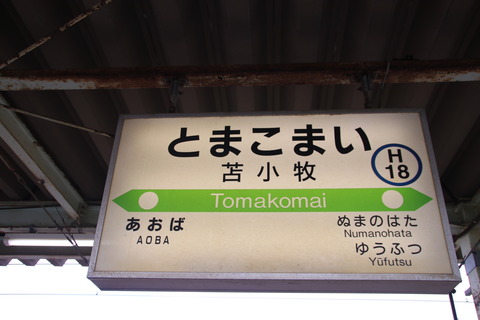 とまこまい
苫小牧
H
18
Tomakomai
あおば
AOBA
ぬまのはた
Numanohata
ゆうふつ
Yūfutsu